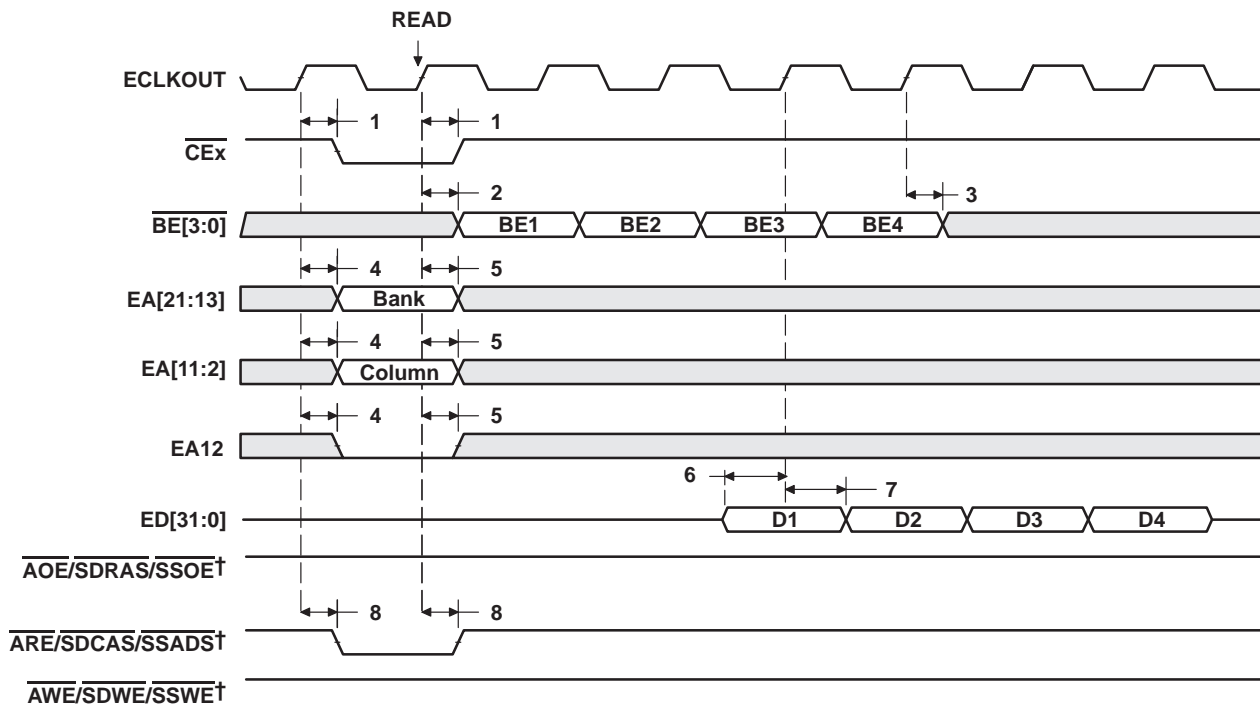 READ
ECLKOUT
1 1
CEx
2 3
BE[3:0] BE1 BE2 BE3 BE4
4 5
EA[21:13] Bank
4 5
EA[11:2] Column
4 5
EA12
6 7
ED[31:0] D1 D2 D3 D4
AOE/SDRAS/SSOE†
8 8
ARE/SDCAS/SSADS†
AWE/SDWE/SSWE†